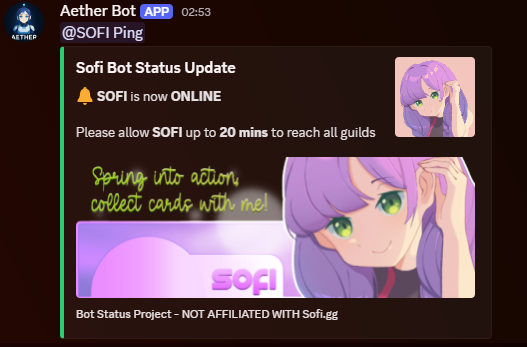 Aether Bot APP 02:53
AETHER
@SOFI Ping
Sofi Bot Status Update
SOFI is now ONLINE
Please allow SOFI up to 20 mins to reach all guilds
Spring into action,
collect cards with me!
SOFI
Bot Status Project - NOT AFFILIATED WITH Sofi.gg